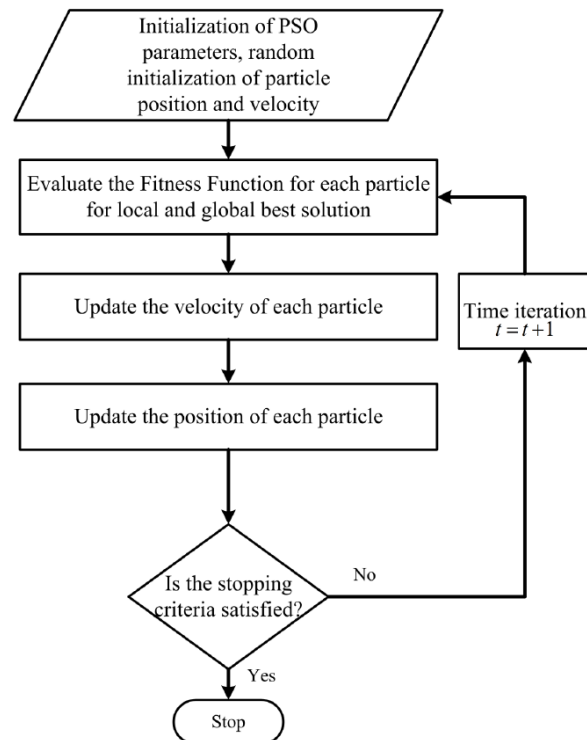 Initialization of PSO
parameters, random
initialization of particle
position and velocity
Evaluate the Fitness Function for each particle
for local and global best solution
Update the velocity of each particle
Time iteration
t = t+1
Update the position of each particle
Is the stopping
criteria satisfied?
No
Yes
Stop